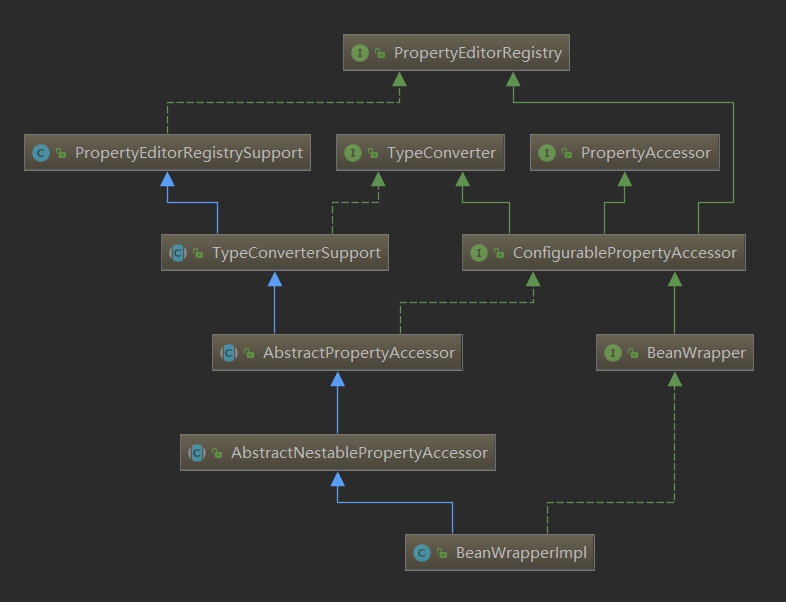 I PropertyEditorRegistry
C PropertyEditorRegistrySupport
I TypeConverter
I PropertyAccessor
C TypeConverterSupport
I ConfigurablePropertyAccessor
C AbstractPropertyAccessor
I BeanWrapper
C AbstractNestablePropertyAccessor
C BeanWrapperImpl